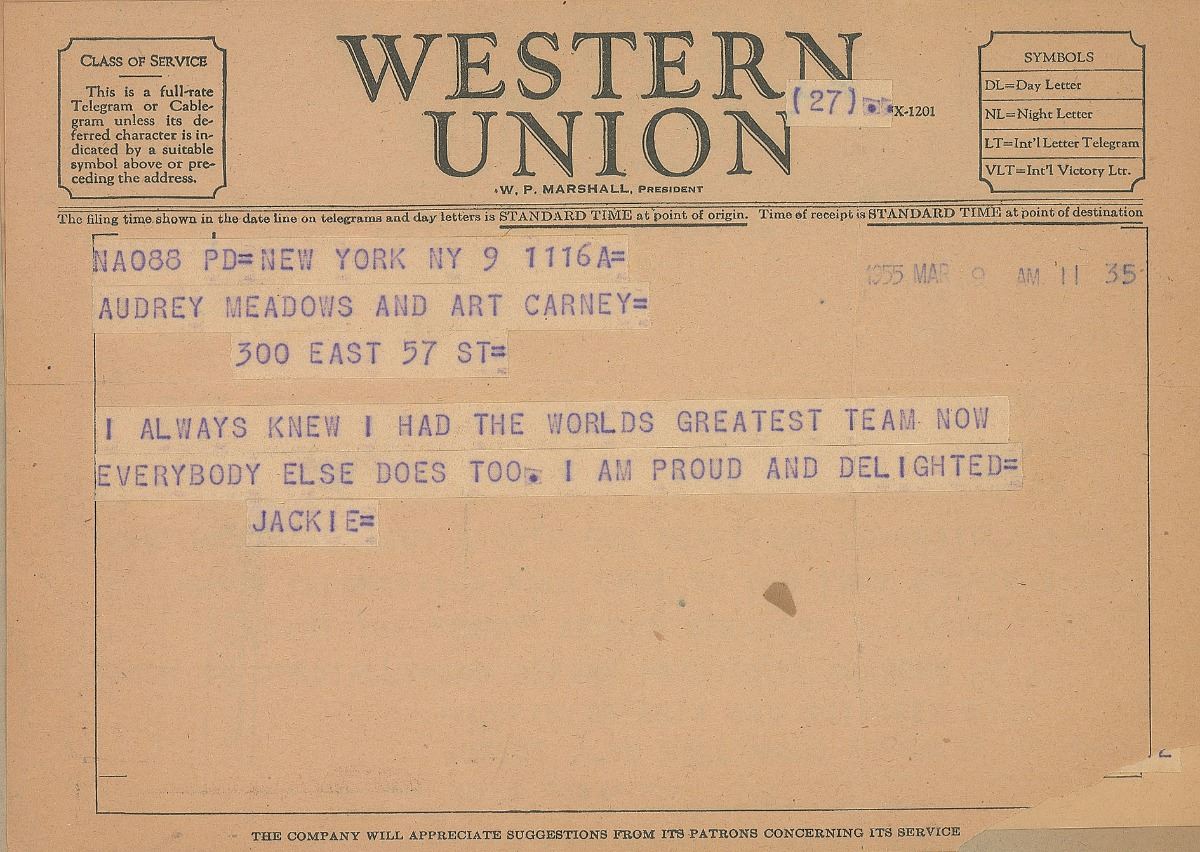 CLASS OF SERVICE
This is a full-rate
Telegram or Cable-
gram unless its de-
ferred character is in-
dicated by a suitable
symbol above or pre-
ceding the address.
WESTERN
UNION
(27)
X-1201
W. P. MARSHALL, PRESIDENT
SYMBOLS
DL=Day Letter
NL=Night Letter
LT=Int'l Letter Telegram
VLT=Int'l Victory Ltr.
The filing time shown in the date line on telegrams and day letters is STANDARD TIME at point of origin. Time of receipt is STANDARD TIME at point of destination
NA088 PD=NEW YORK NY 9 1116A=
1955 MAR 9 AM 11 35
AUDREY MEADOWS AND ART CARNEY=
300 EAST 57 ST=
I ALWAYS KNEW I HAD THE WORLDS GREATEST TEAM NOW
EVERYBODY ELSE DOES TOO. I AM PROUD AND DELIGHTED=
JACKIE=
THE COMPANY WILL APPRECIATE SUGGESTIONS FROM ITS PATRONS CONCERNING ITS SERVICE